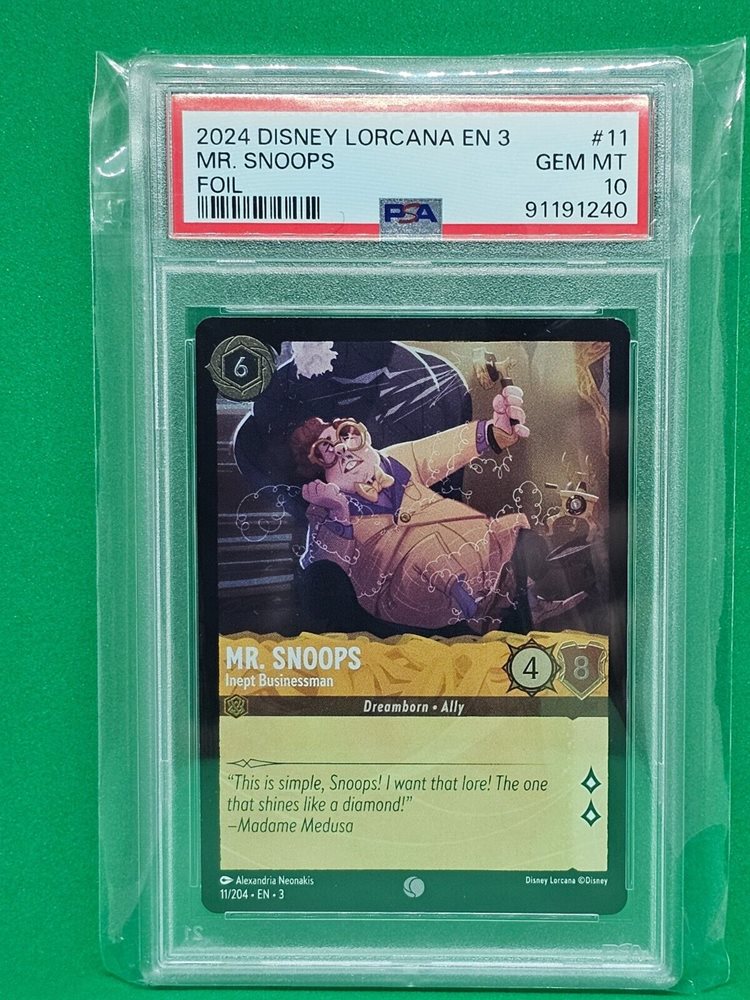 2024 DISNEY LORCANA EN 3 #11
MR. SNOOPS GEM MT
FOIL 10
PSA 91191240
6
MR. SNOOPS
Inept Businessman
4 8
Dreamborn • Ally
“This is simple, Snoops! I want that lore! The one
that shines like a diamond!”
–Madame Medusa
Alexandria Neonakis
Disney Lorcana ©Disney
11/204 • EN • 3